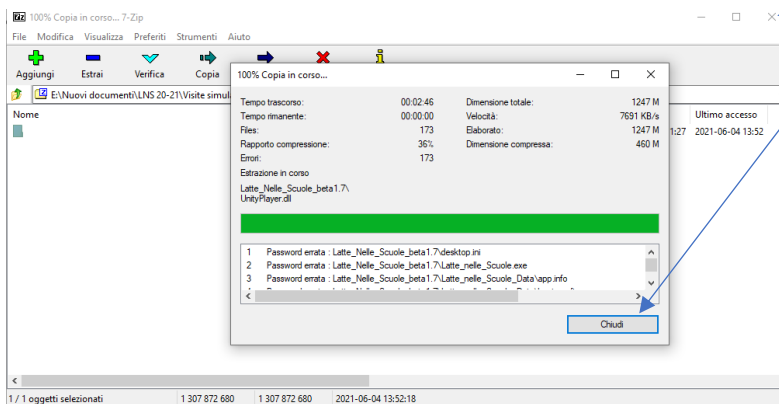 100% Copia in corso... 7-Zip
File Modifica Visualizza Preferiti Strumenti Aiuto
Aggiungi Estrai Verifica Copia
E:\Nuovi documenti\LNS 20-21\Visite simul
Nome Ultimo accesso
1:27 2021-06-04 13:52
100% Copia in corso...
Tempo trascorso: 00:02:46 Dimensione totale: 1247 M
Tempo rimanente: 00:00:00 Velocità: 7691 KB/s
Files: 173 Elaborato: 1247 M
Rapporto compressione: 36% Dimensione compressa: 460 M
Errori: 173
Estrazione in corso
Latte_Nelle_Scuole_beta1.7\
UnityPlayer.dll
1 Password errata : Latte_Nelle_Scuole_beta1.7\desktop.ini
2 Password errata : Latte_Nelle_Scuole_beta1.7\Latte_nelle_Scuole.exe
3 Password errata : Latte_Nelle_Scuole_beta1.7\Latte_nelle_Scuole_Data\app.info
Chiudi
1 / 1 oggetti selezionati 1 307 872 680 1 307 872 680 2021-06-04 13:52:18